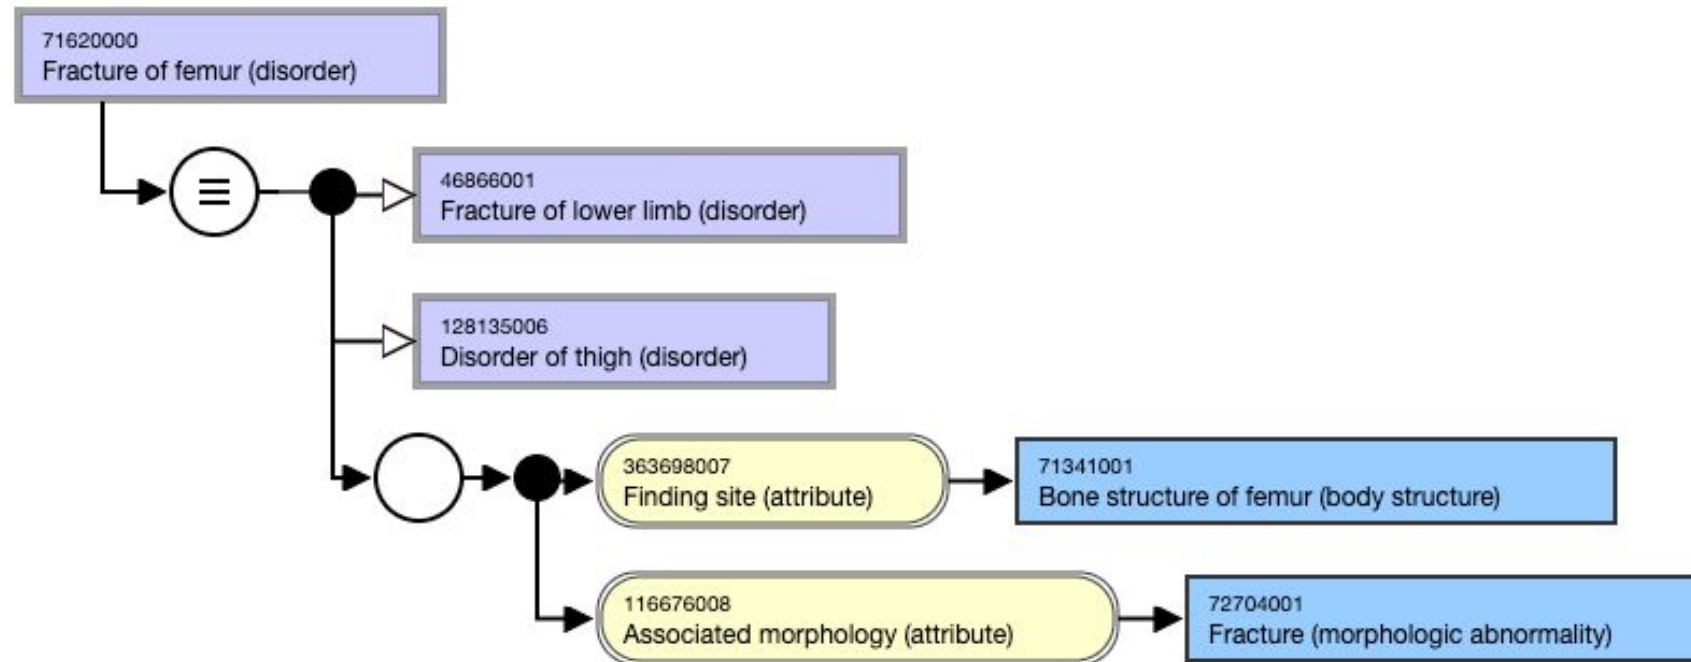 71620000
Fracture of femur (disorder)
≡
46866001
Fracture of lower limb (disorder)
128135006
Disorder of thigh (disorder)
363698007
Finding site (attribute)
71341001
Bone structure of femur (body structure)
116676008
Associated morphology (attribute)
72704001
Fracture (morphologic abnormality)